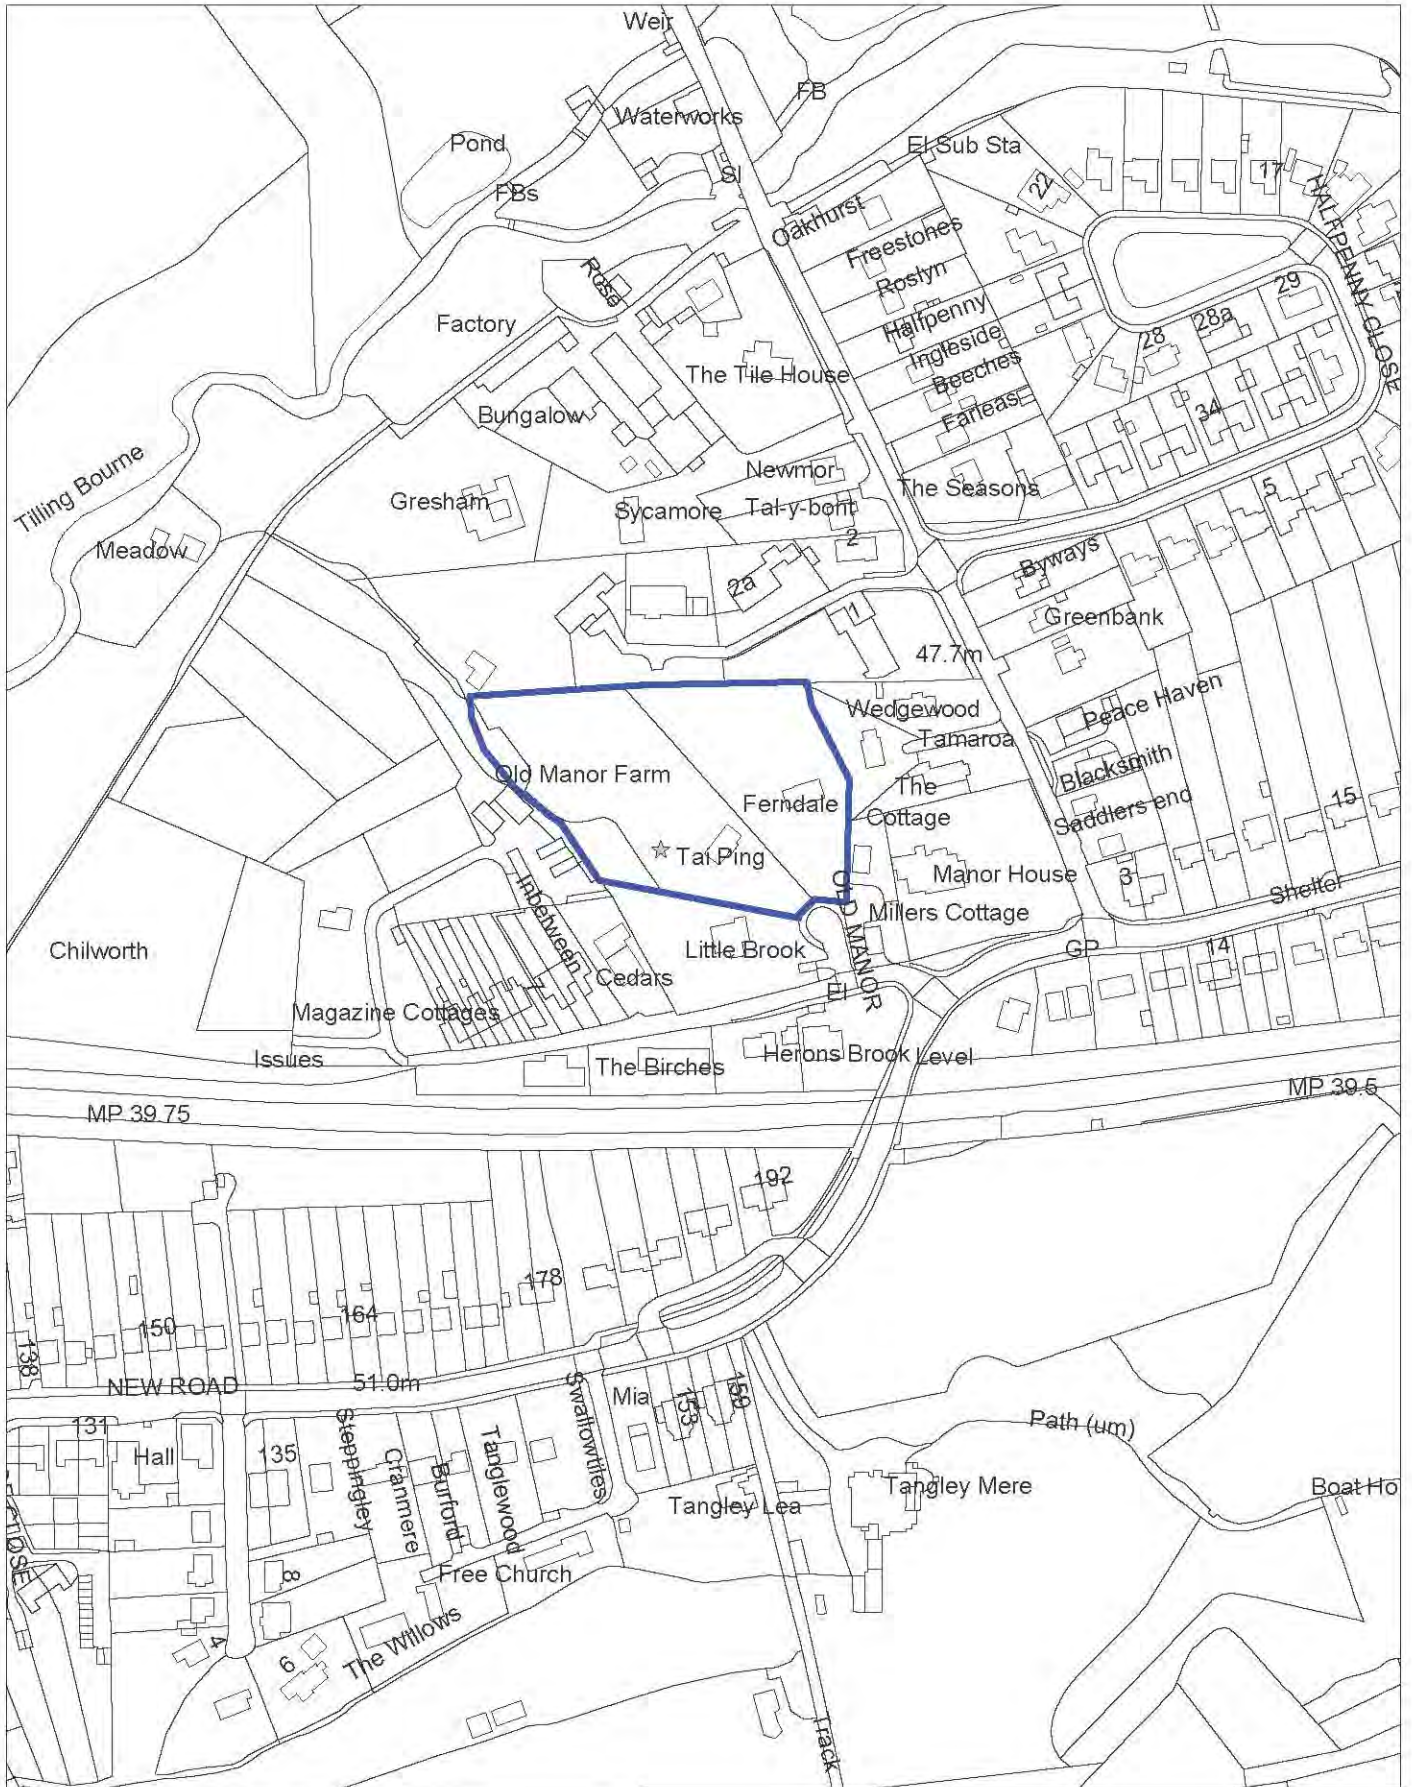 Weir
FB
Waterworks
Pond
El Sub Sta
17
HALFPENNY CLOSE
SI
22
FBs
Oakhurst
Freestones
Rose
Roslyn
29
Factory
Halfpenny
28a
28
Ingleside
The Tile House
Beeches
Bungalow
Farleas
34
Newmor
Tilling Bourne
Gresham
The Seasons
5
Sycamore
Tal-y-bont
Meadow
2
Byways
2a
1
Greenbank
47.7m
Wedgewood
Peace Haven
Tamaroa
Old Manor Farm
Blacksmith
The
Cottage
Ferndale
Saddlers end
15
Tai Ping
Manor House
3
Shelter
OLD MANOR
Millers Cottage
Inbetween
Chilworth
Little Brook
GP
14
Cedars
7
El
Magazine Cottages
Issues
The Birches
Herons Brook
Level
MP 39.75
MP 39.5
192
178
164
150
138
NEW ROAD
51.0m
Swallowtiles
Mia
153
159
131
Path (um)
Hall
135
Steppingley
Cranmere
Burford
Tanglewood
Tangley Lea
Tangley Mere
Boat Ho
8
Free Church
4
6
The Willows
Track